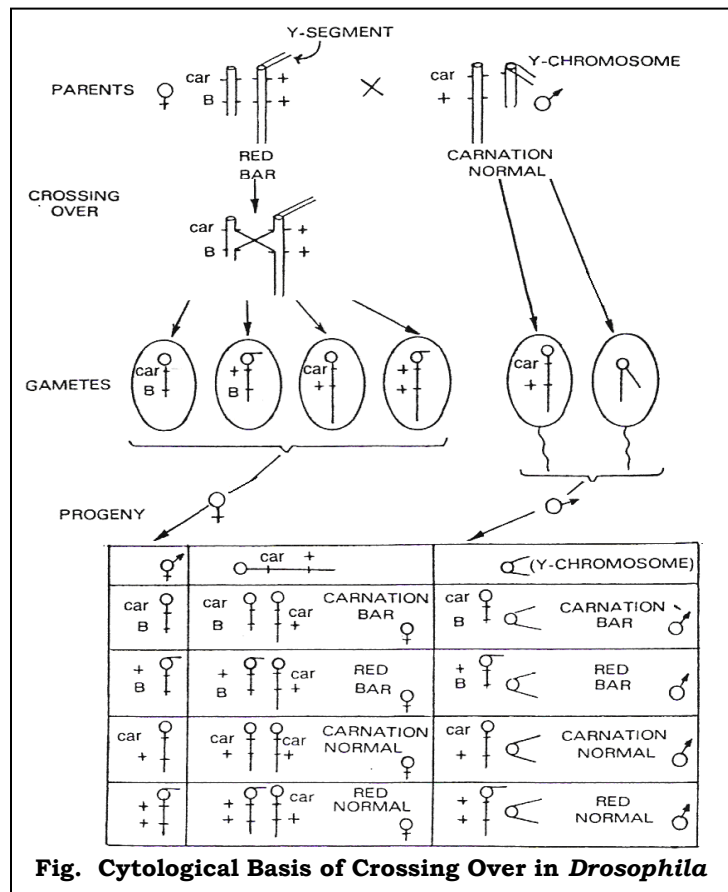 Y-SEGMENT
PARENTS ♀ car + × car Y-CHROMOSOME
B + + ♂
RED CARNATION
BAR NORMAL
CROSSING
OVER
car +
B +
GAMETES car + car + car
B B + + +
PROGENY ♀ ♂
car + (Y-CHROMOSOME)
car car car CARNATION car CARNATION
B B + BAR ♀ B BAR ♂
+ + car RED + RED
B B + BAR ♀ B BAR ♂
car car car CARNATION car CARNATION
+ + + NORMAL ♀ + NORMAL ♂
+ + car RED + RED
+ + + NORMAL ♀ + NORMAL ♂
Fig. Cytological Basis of Crossing Over in Drosophila